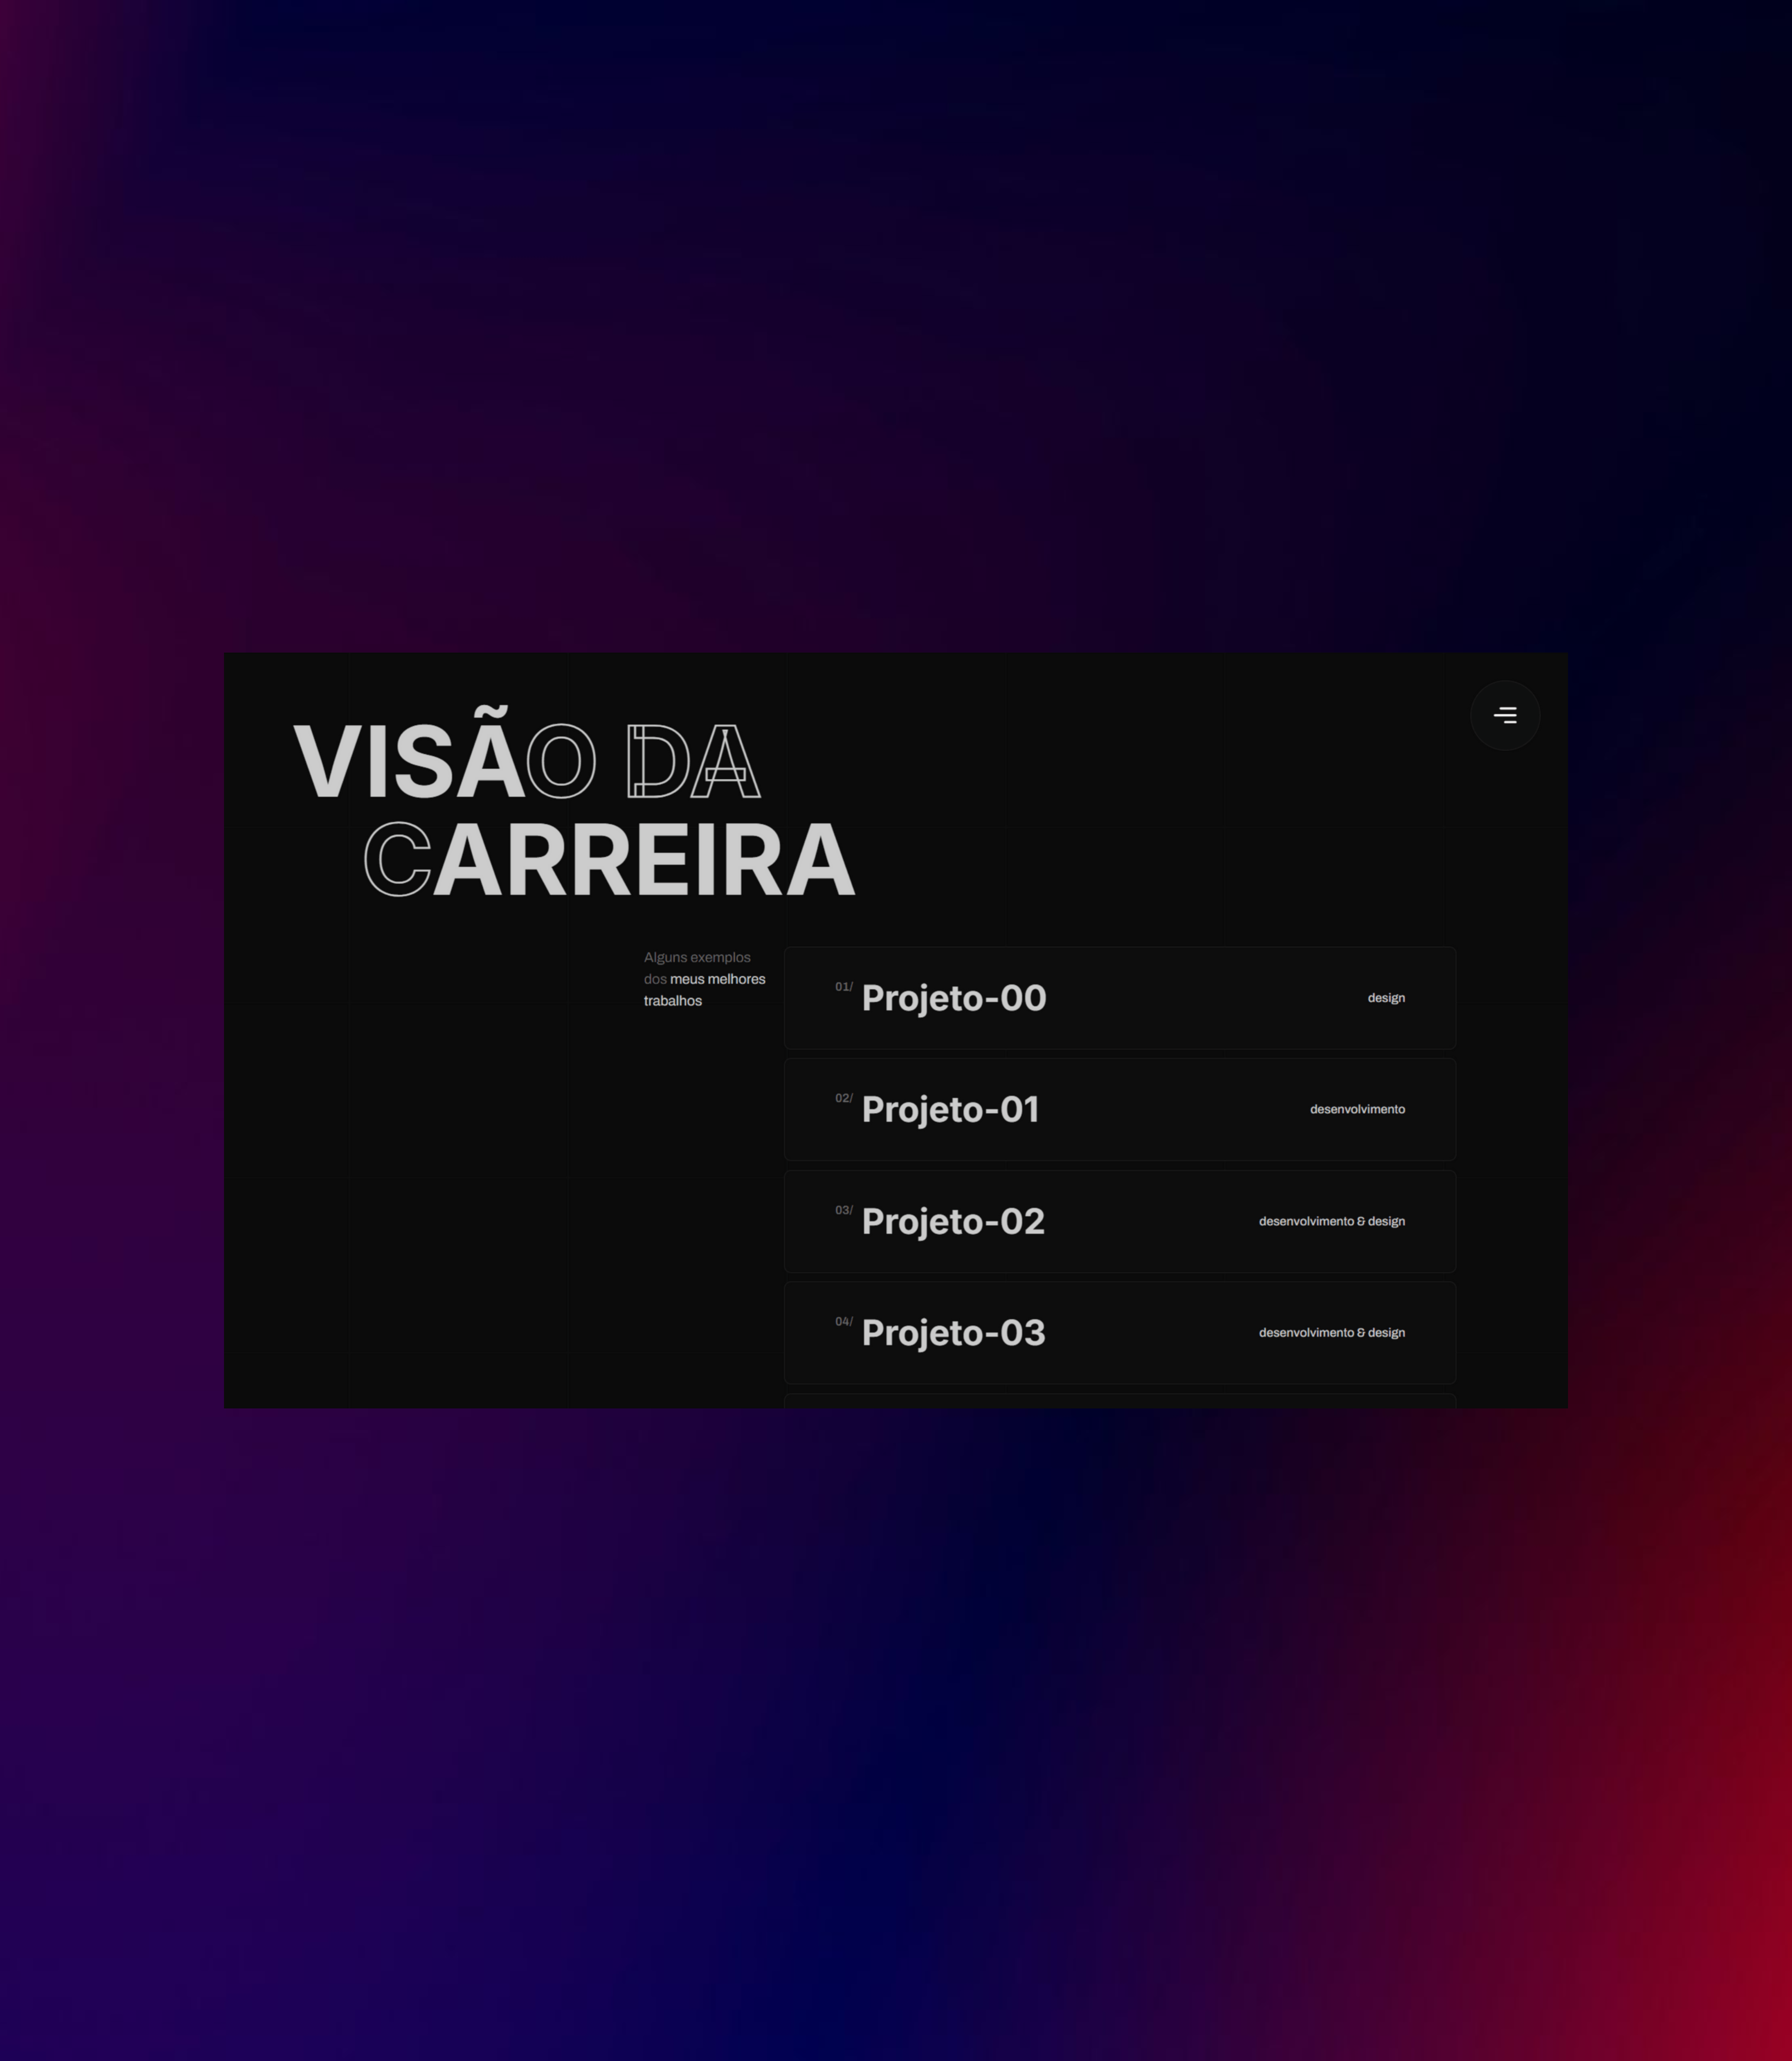 VISÃO DA
CARREIRA
Alguns exemplos
dos meus melhores
trabalhos
01/ Projeto-00 design
02/ Projeto-01 desenvolvimento
03/ Projeto-02 desenvolvimento & design
04/ Projeto-03 desenvolvimento & design